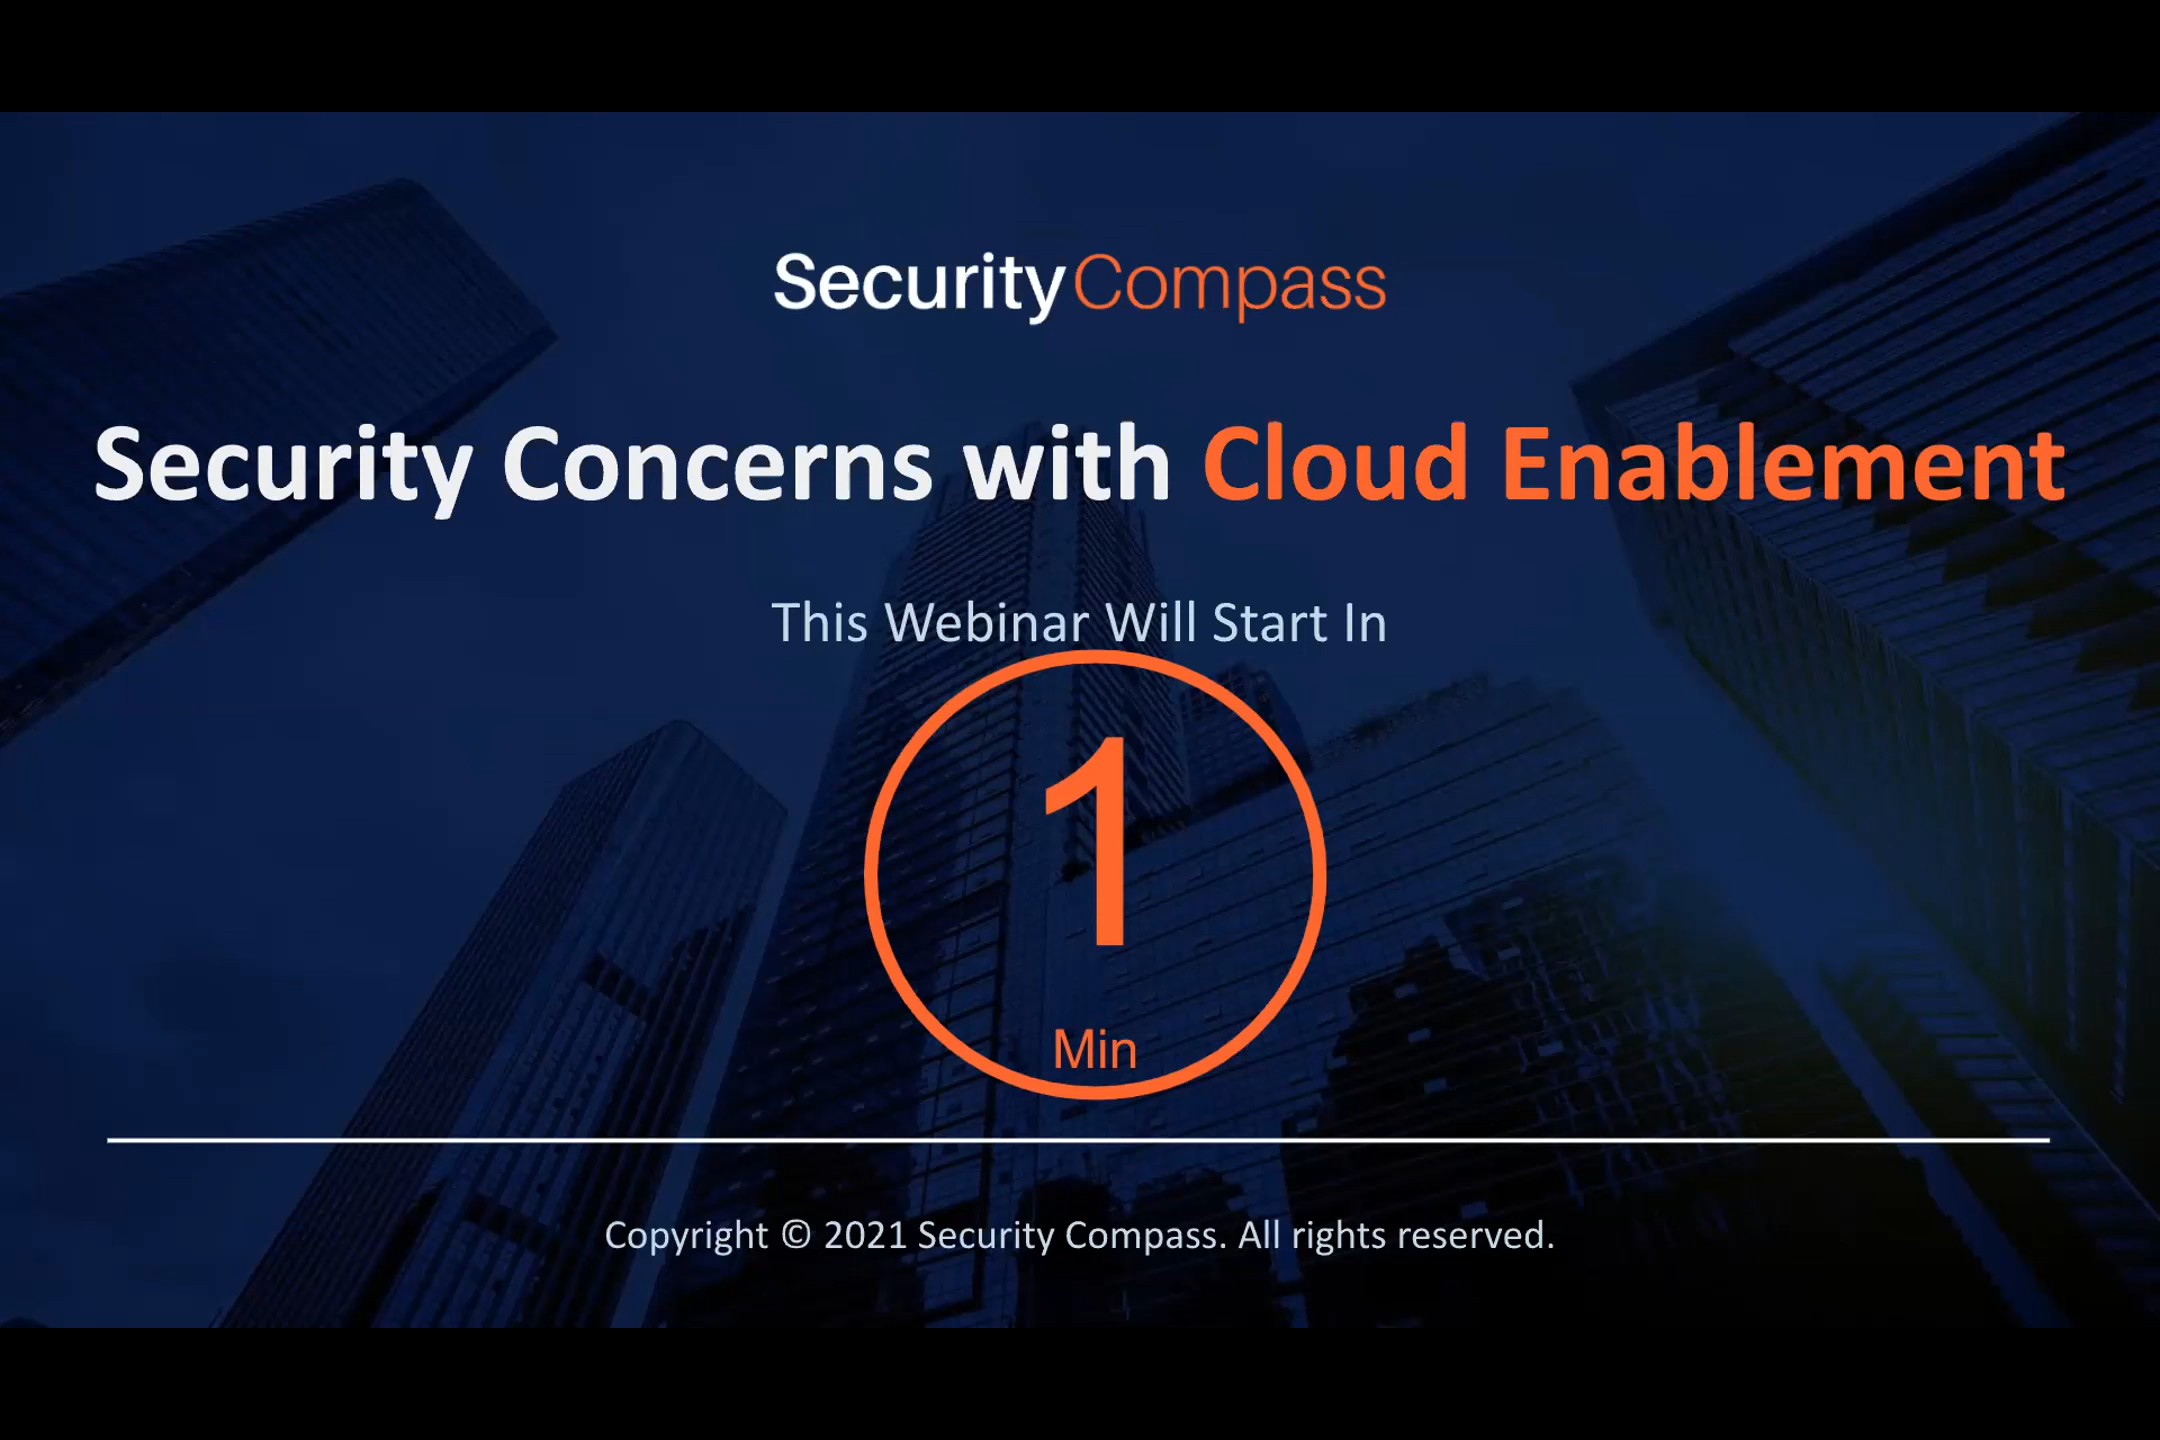 SecurityCompass
Security Concerns with Cloud Enablement
This Webinar Will Start In
1
Min
Copyright © 2021 Security Compass. All rights reserved.